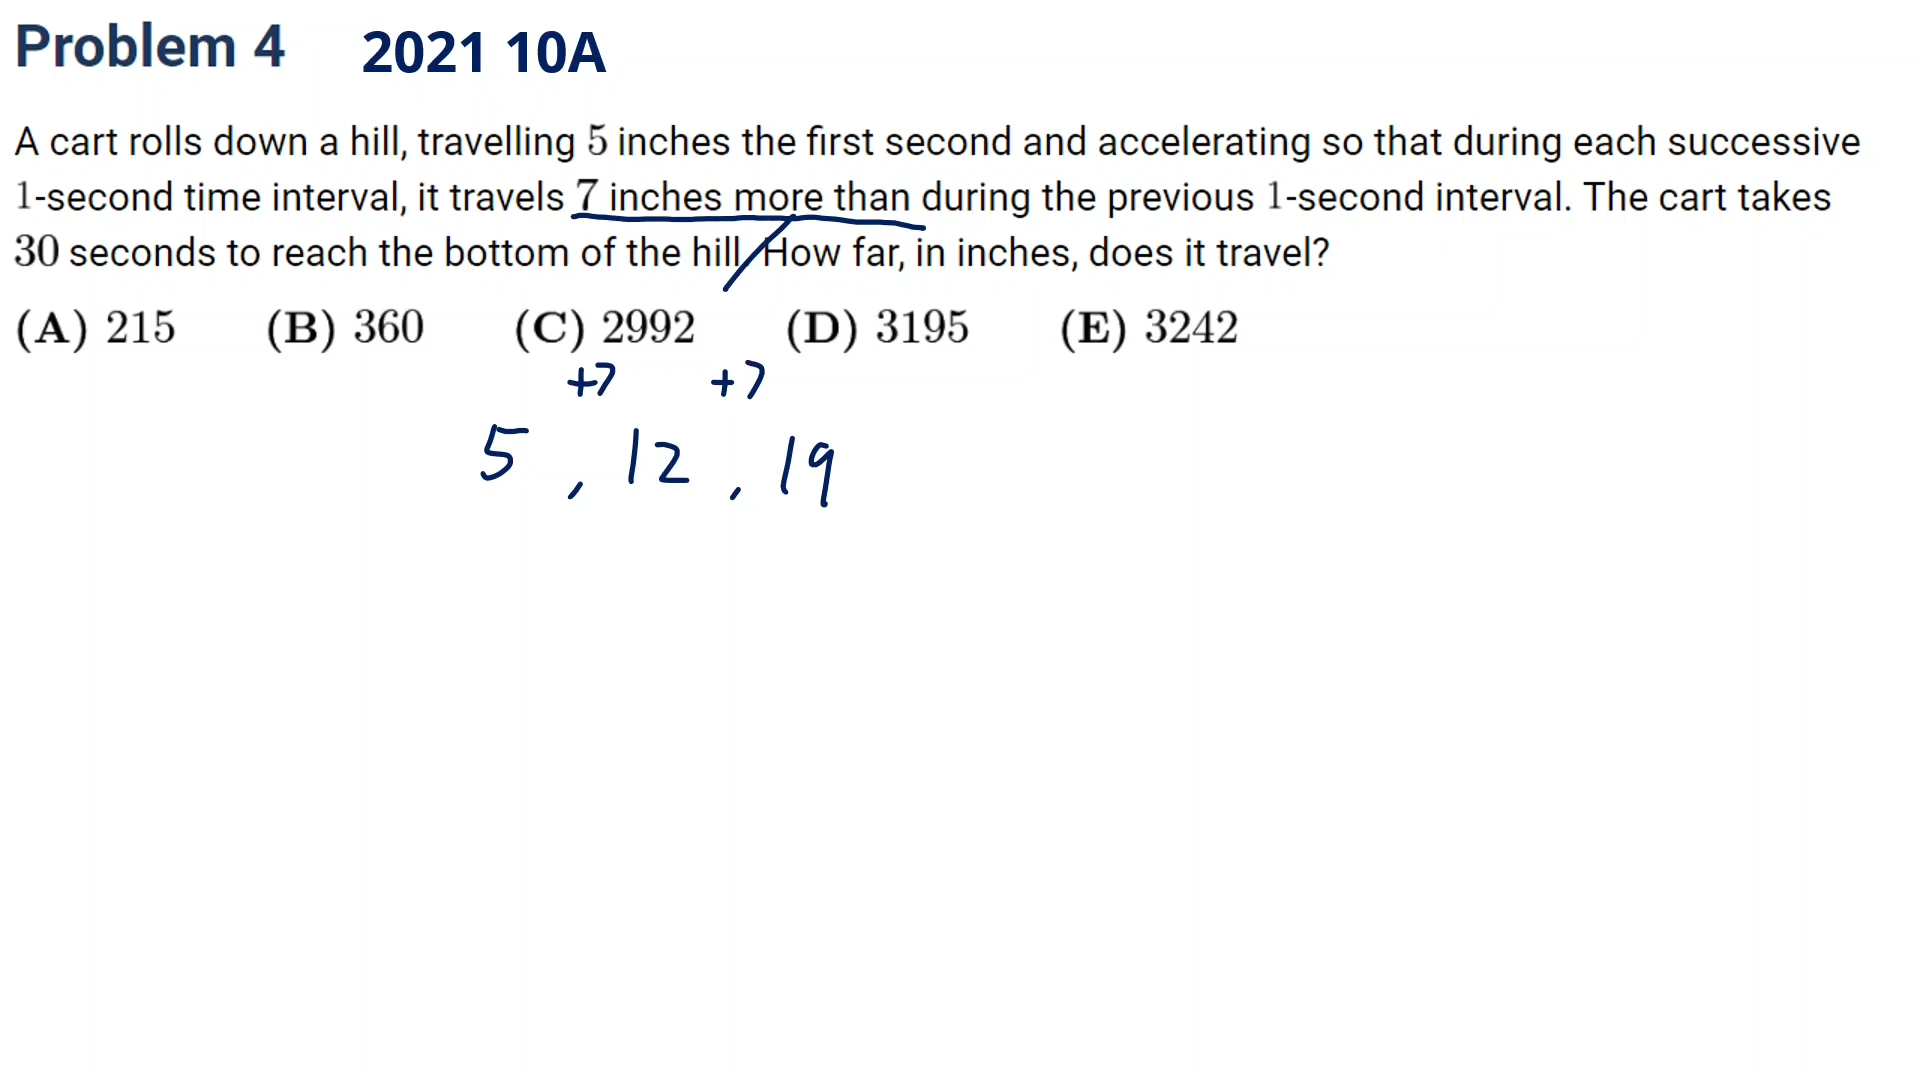 Problem 4 2021 10A
A cart rolls down a hill, travelling 5 inches the first second and accelerating so that during each successive
1-second time interval, it travels 7 inches more than during the previous 1-second interval. The cart takes
30 seconds to reach the bottom of the hill. How far, in inches, does it travel?
(A) 215 (B) 360 (C) 2992 (D) 3195 (E) 3242
+7 +7
5 , 12 , 19